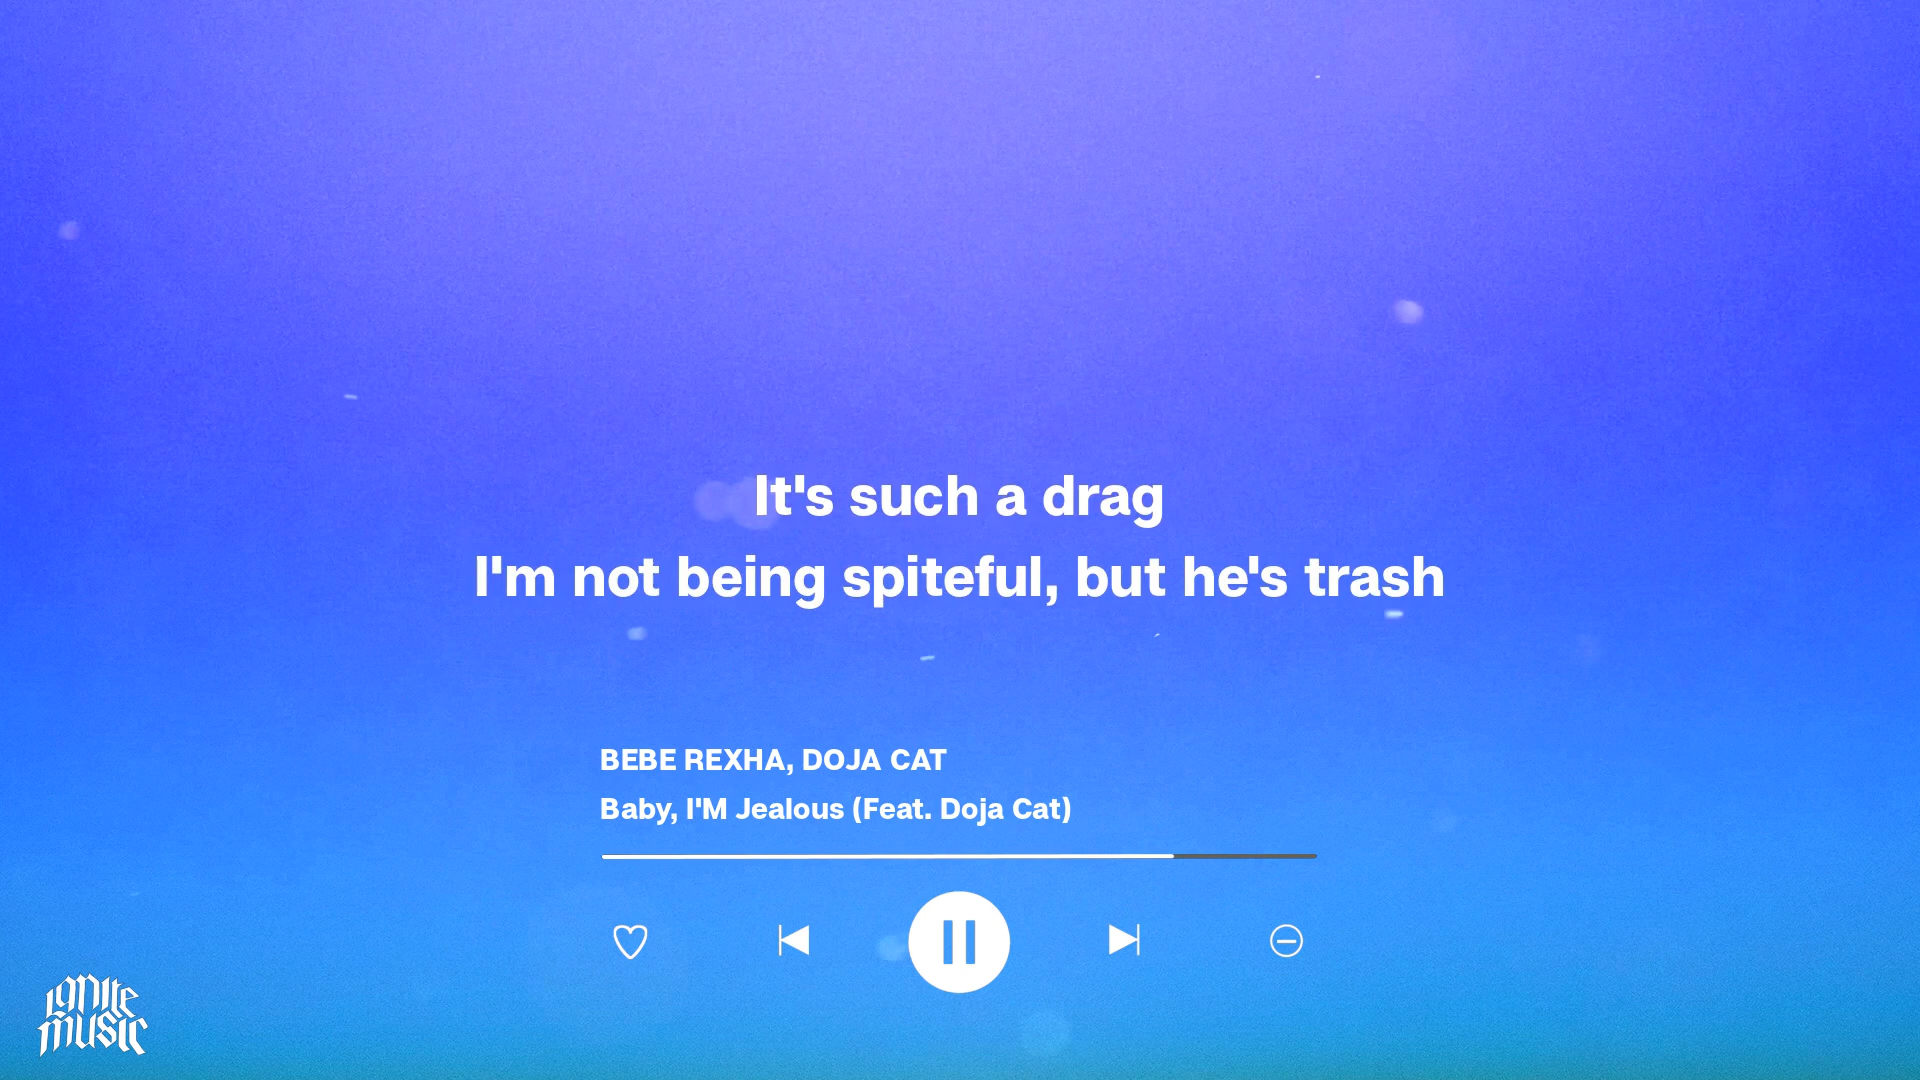 It's such a drag
I'm not being spiteful, but he's trash
BEBE REXHA, DOJA CAT
Baby, I'M Jealous (Feat. Doja Cat)
ignite
music